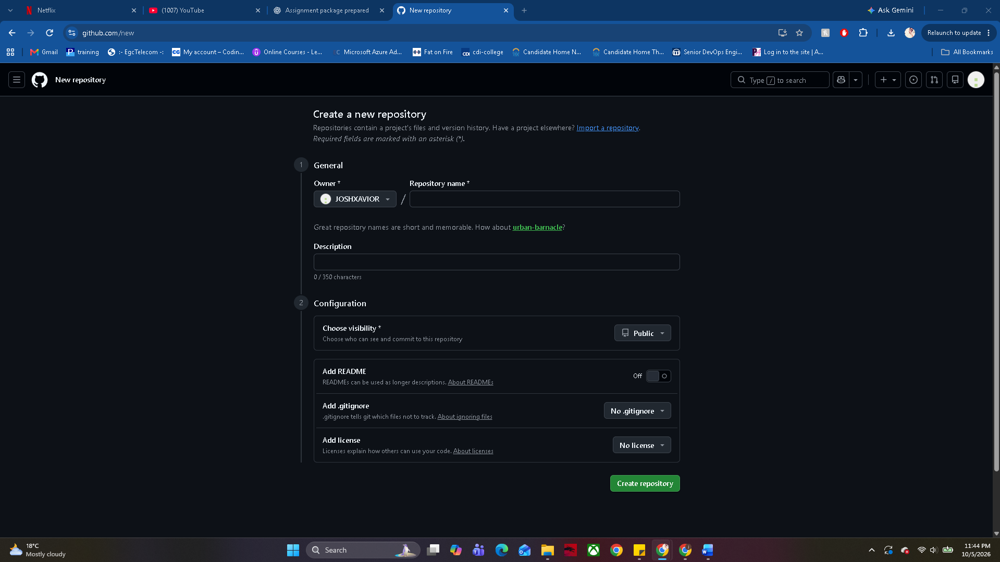 Netflix
(1007) YouTube
Assignment package prepared
New repository
Ask Gemini
github.com/new
Relaunch to update
Gmail
training
:- EgcTelecom -:
CG
My account – Codin...
Online Courses - Le...
Microsoft Azure Ad...
Fat on Fire
CDI
cdi-college
Candidate Home N...
Candidate Home Th...
Senior DevOps Engi...
Log in to the site | A...
All Bookmarks
New repository
Type / to search
Create a new repository
Repositories contain a project's files and version history. Have a project elsewhere? Import a repository.
Required fields are marked with an asterisk (*).
1
General
Owner *
Repository name *
JOSHXAVIOR
/
Great repository names are short and memorable. How about urban-barnacle?
Description
0 / 350 characters
2
Configuration
Choose visibility *
Choose who can see and commit to this repository
Public
Add README
READMEs can be used as longer descriptions. About READMEs
Off
Add .gitignore
.gitignore tells git which files not to track. About ignoring files
No .gitignore
Add license
Licenses explain how others can use your code. About licenses
No license
Create repository
18°C
Mostly cloudy
Search
11:44 PM
10/5/2026